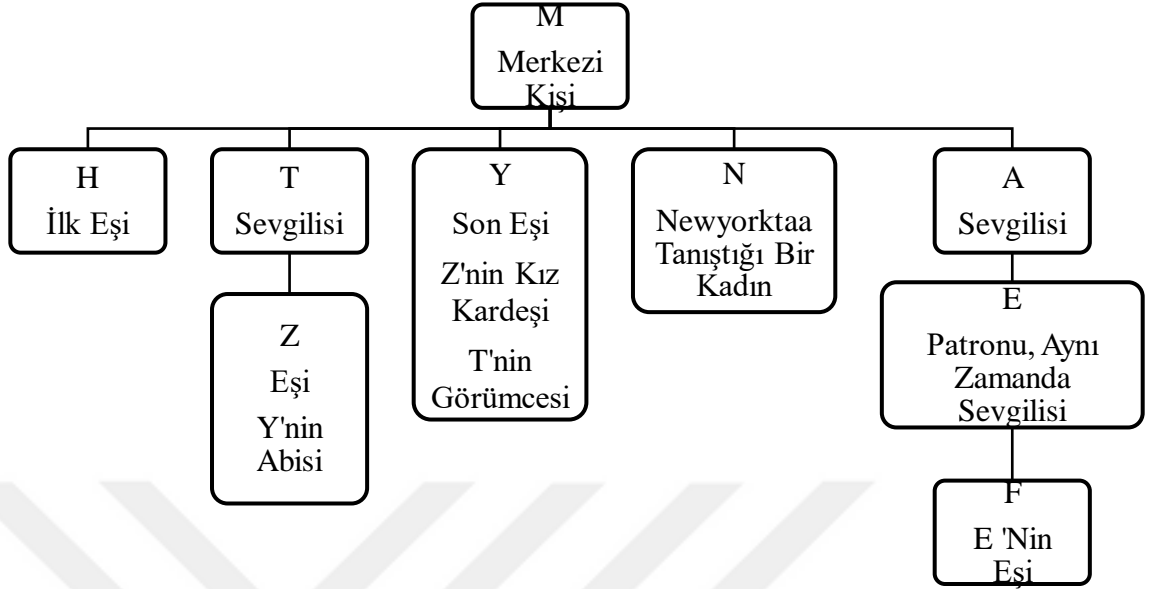 M
Merkezi
Kişi
H
İlk Eşi
T
Sevgilisi
Y
Son Eşi
Z'nin Kız
Kardeşi
T'nin
Görümcesi
N
Newyorktaa
Tanıştığı Bir
Kadın
A
Sevgilisi
Z
Eşi
Y'nin
Abisi
E
Patronu, Aynı
Zamanda
Sevgilisi
F
E 'Nin
Eşi